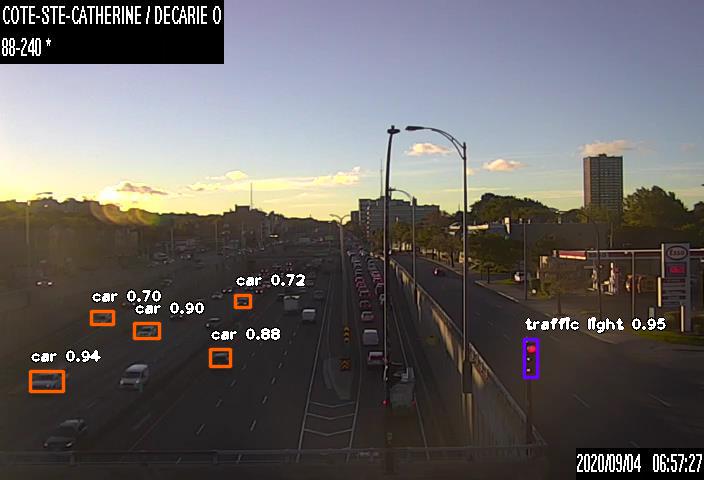 COTE-STE-CATHERINE / DECARIE O
88-240 *
car 0.72
car 0.70
car 0.90
traffic light 0.95
car 0.88
Esso
car 0.94
2020/09/04 06:57:27